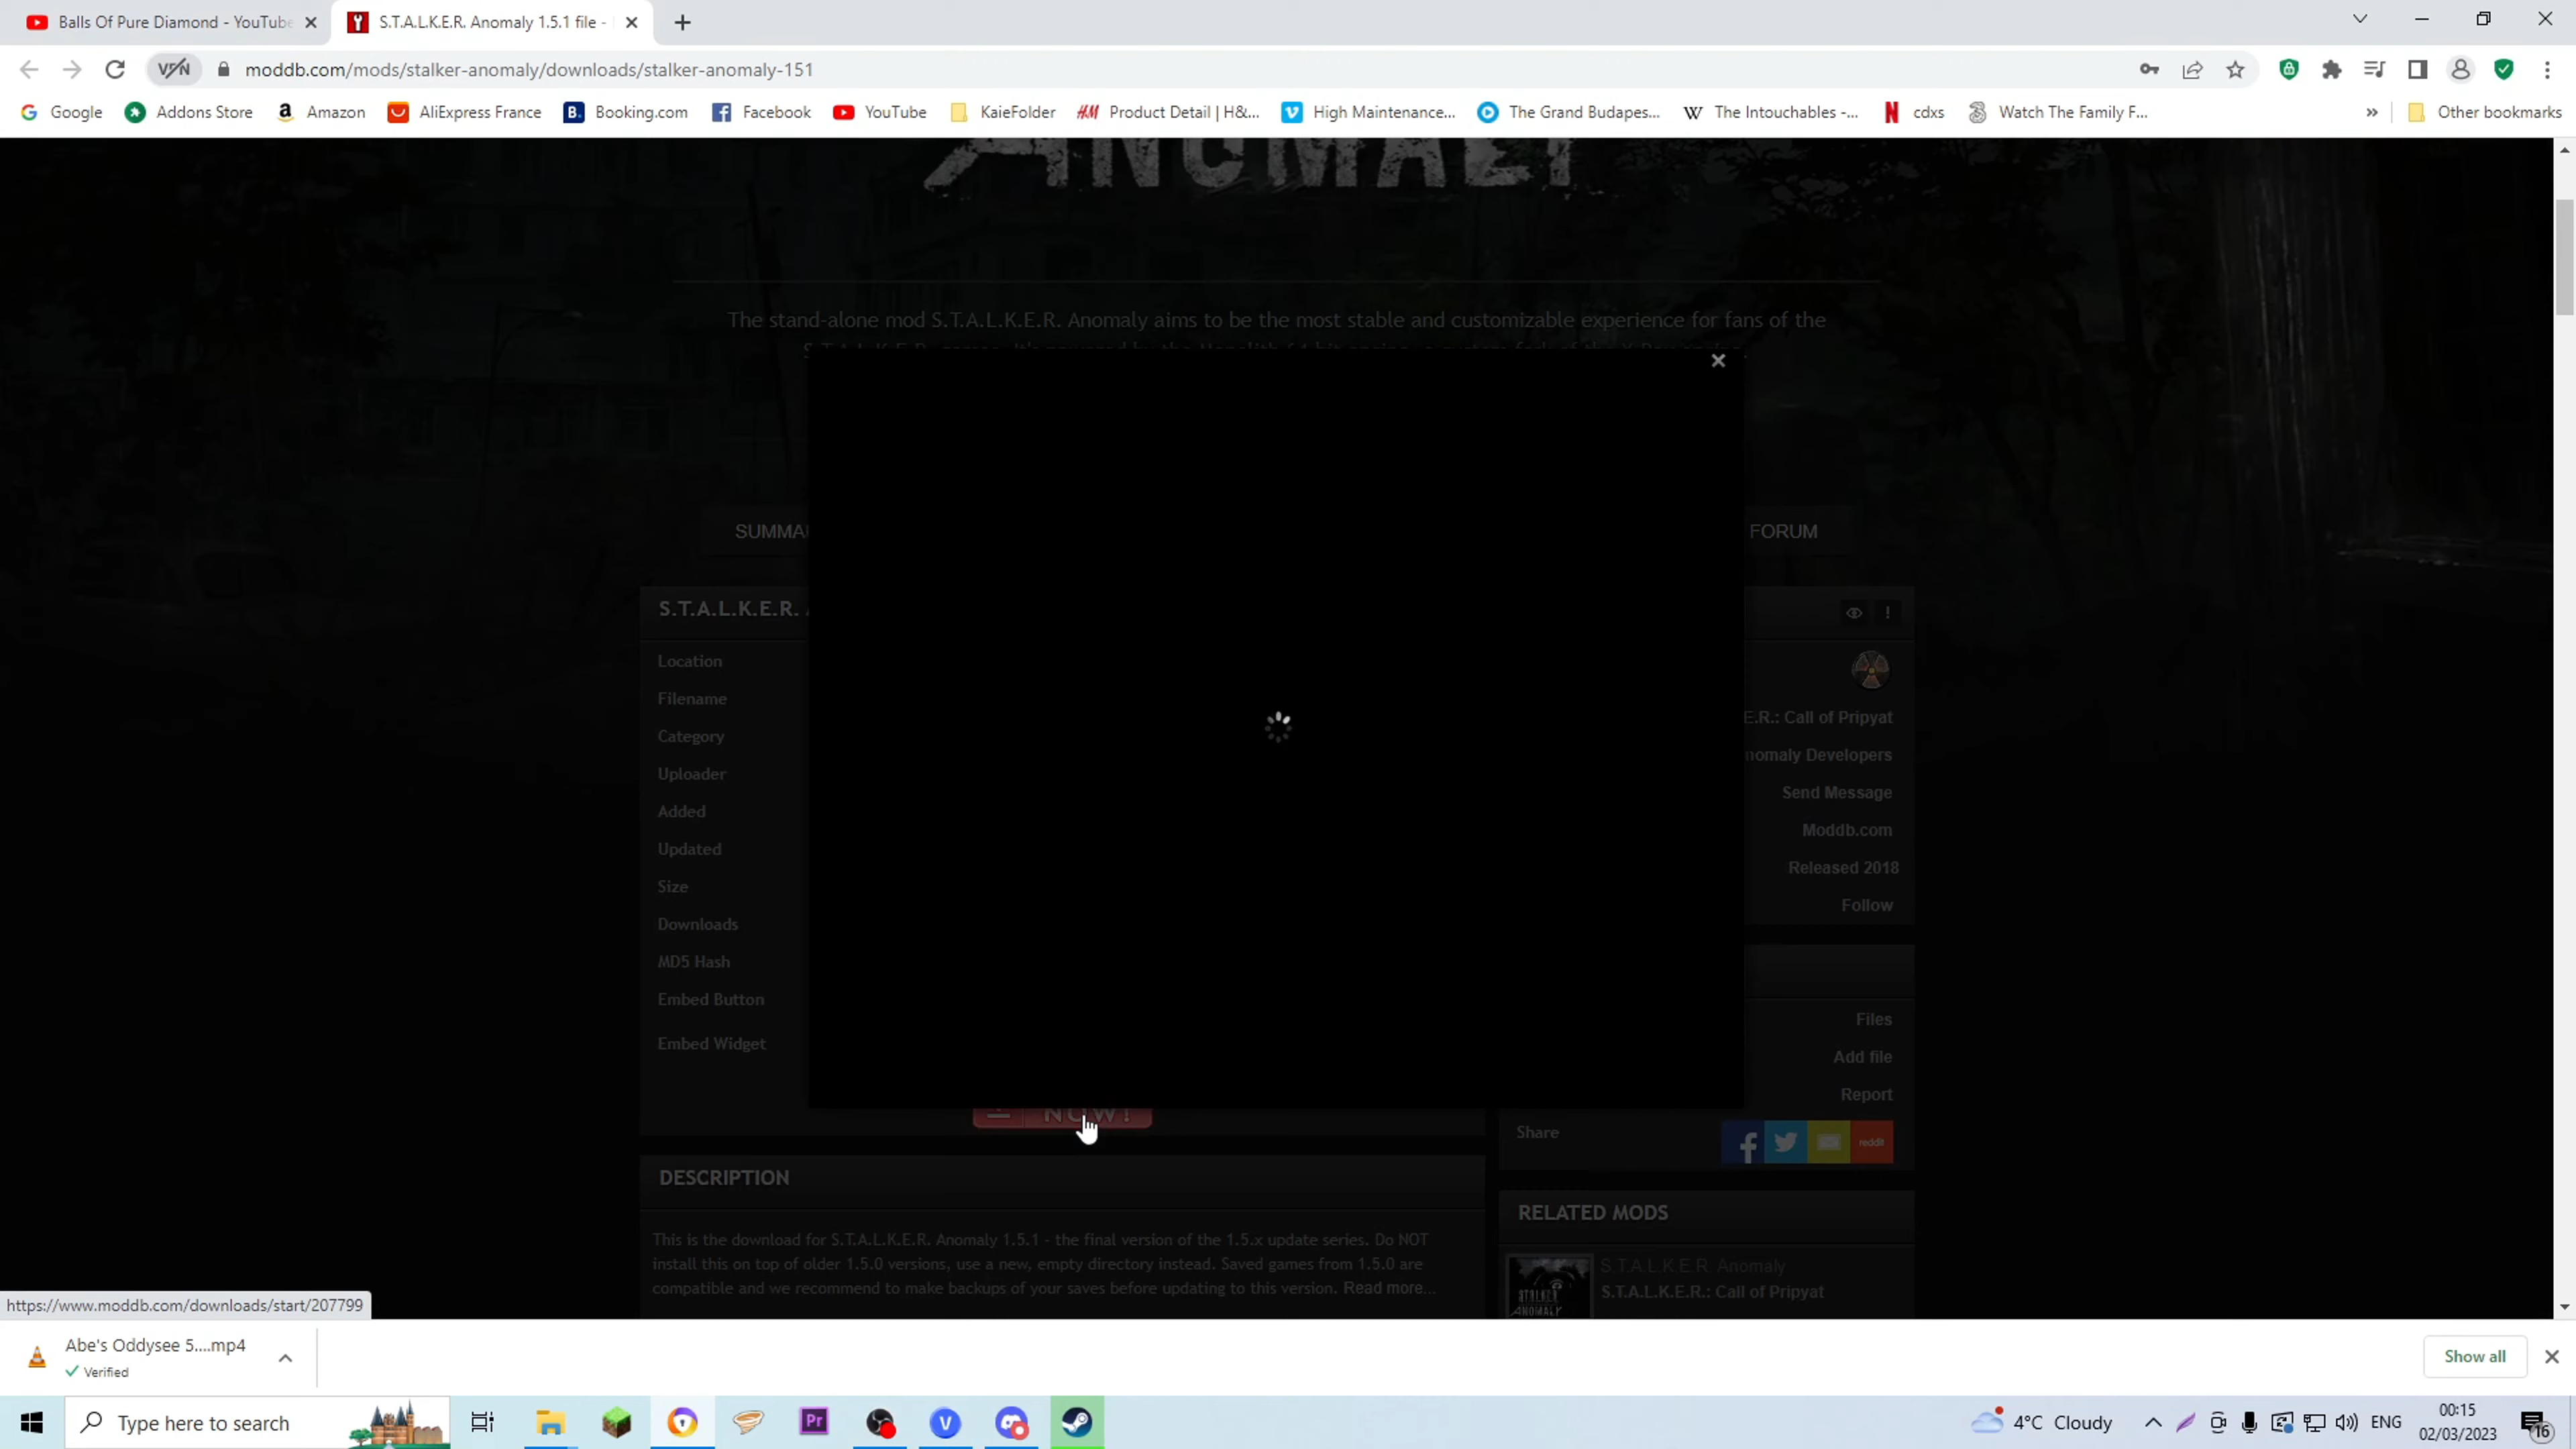 Balls Of Pure Diamond - YouTube
S.T.A.L.K.E.R. Anomaly 1.5.1 file -
VPN
moddb.com/mods/stalker-anomaly/downloads/stalker-anomaly-151
Google
Addons Store
Amazon
AliExpress France
Booking.com
Facebook
YouTube
KaieFolder
Product Detail | H&...
High Maintenance...
The Grand Budapes...
The Intouchables -...
cdxs
Watch The Family F...
Other bookmarks
ANOMALY
The stand-alone mod S.T.A.L.K.E.R. Anomaly aims to be the most stable and customizable experience for fans of the
SUMMA
FORUM
S.T.A.L.K.E.R.
Location
Filename
Category
Uploader
Added
Updated
Size
Downloads
MD5 Hash
Embed Button
Embed Widget
E.R.: Call of Pripyat
nomaly Developers
Send Message
Moddb.com
Released 2018
Follow
Files
Add file
Report
Share
reddit
NOW!
DESCRIPTION
This is the download for S.T.A.L.K.E.R. Anomaly 1.5.1 - the final version of the 1.5.x update series. Do NOT
install this on top of older 1.5.0 versions, use a new, empty directory instead. Saved games from 1.5.0 are
compatible and we recommend to make backups of your saves before updating to this version. Read more...
RELATED MODS
STALKER
ANOMALY
S.T.A.L.K.E.R. Anomaly
S.T.A.L.K.E.R.: Call of Pripyat
https://www.moddb.com/downloads/start/207799
Abe's Oddysee 5....mp4
Verified
Show all
Type here to search
Pr
V
4°C Cloudy
ENG
00:15
02/03/2023
16